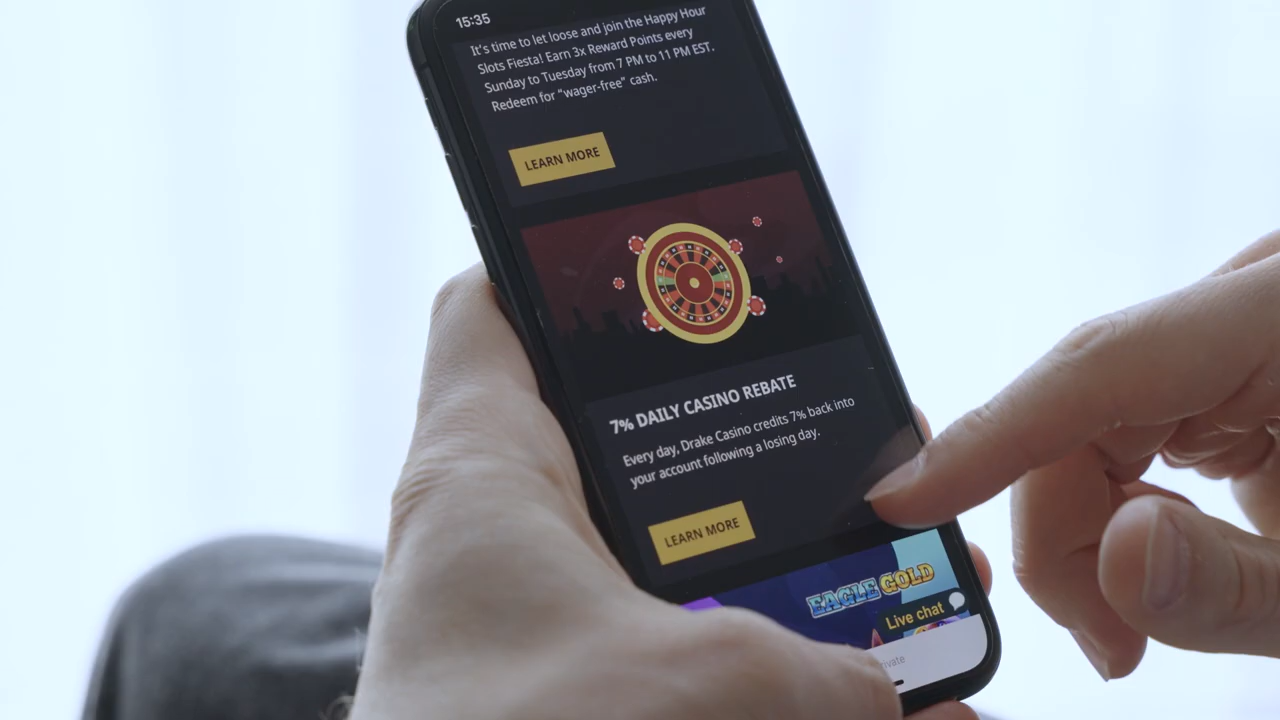 15:35
It's time to let loose and join the Happy Hour
Slots Fiesta! Earn 3x Reward Points every
Sunday to Tuesday from 7 PM to 11 PM EST.
Redeem for "wager-free" cash.
LEARN MORE
7% DAILY CASINO REBATE
Every day, Drake Casino credits 7% back into
your account following a losing day.
LEARN MORE
EAGLE GOLD
Live chat